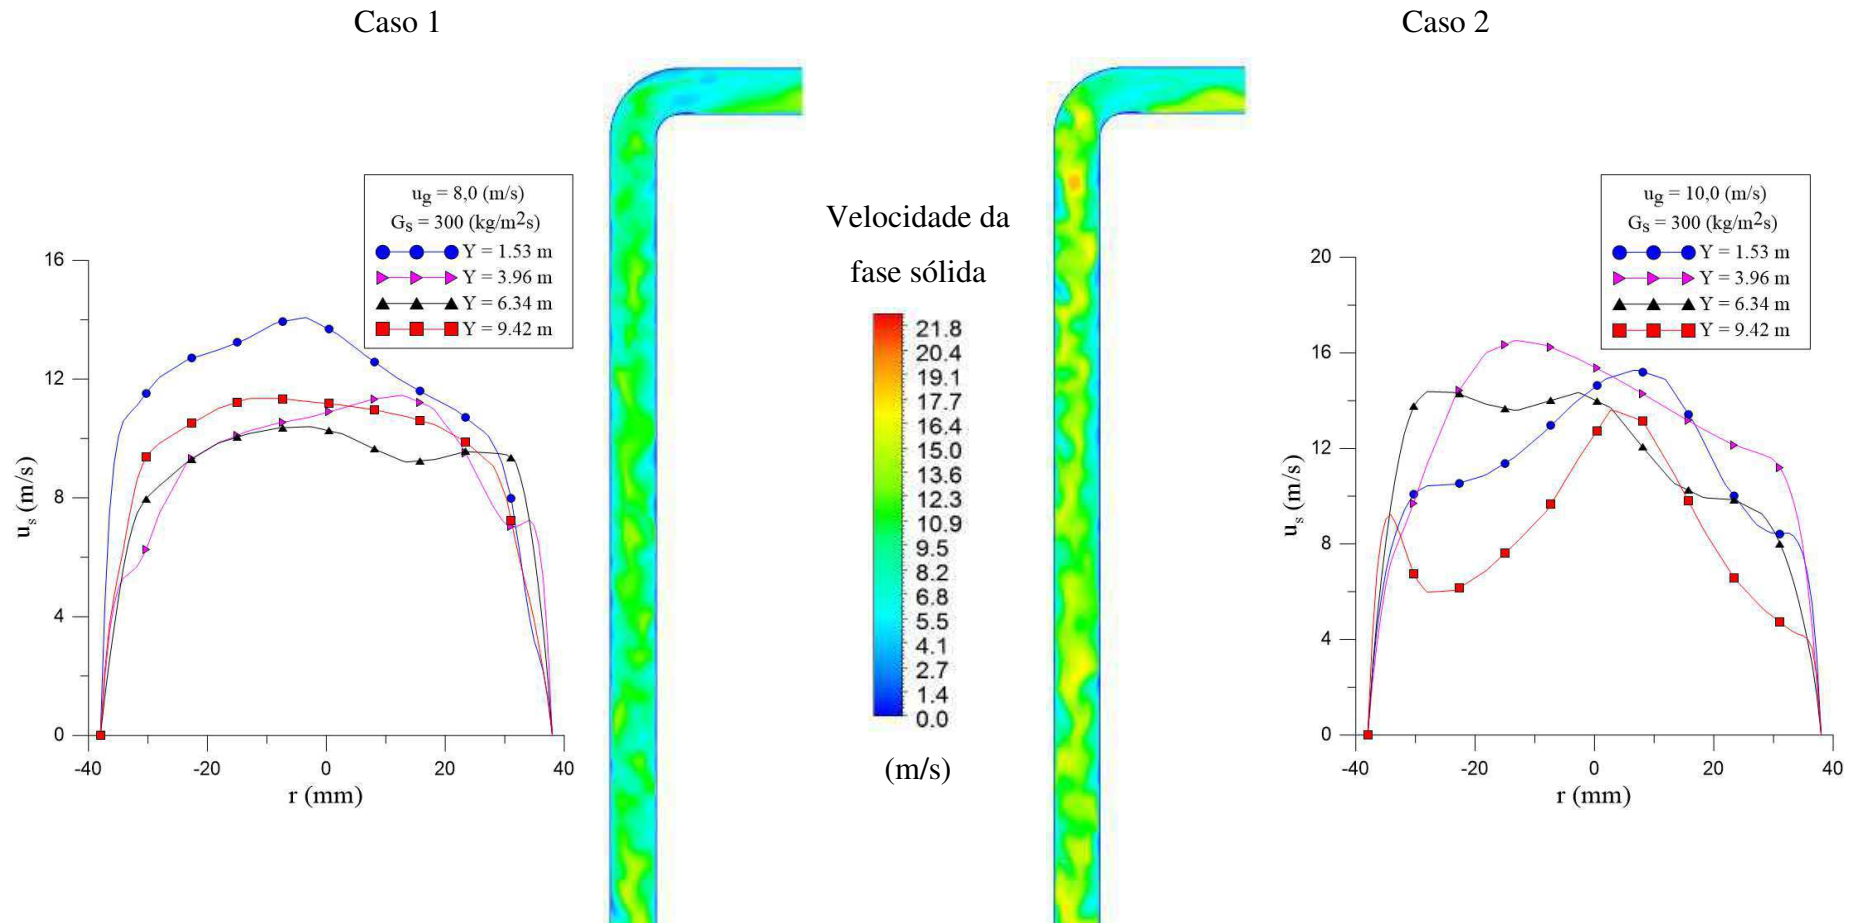 Caso 1
Caso 2
ug = 8,0 (m/s)
Gs = 300 (kg/m2s)
Y = 1.53 m
Y = 3.96 m
Y = 6.34 m
Y = 9.42 m
16
12
8
4
0
us (m/s)
-40
-20
0
20
40
r (mm)
Velocidade da
fase sólida
21.8
20.4
19.1
17.7
16.4
15.0
13.6
12.3
10.9
9.5
8.2
6.8
5.5
4.1
2.7
1.4
0.0
(m/s)
ug = 10,0 (m/s)
Gs = 300 (kg/m2s)
Y = 1.53 m
Y = 3.96 m
Y = 6.34 m
Y = 9.42 m
20
16
12
8
4
0
us (m/s)
-40
-20
0
20
40
r (mm)